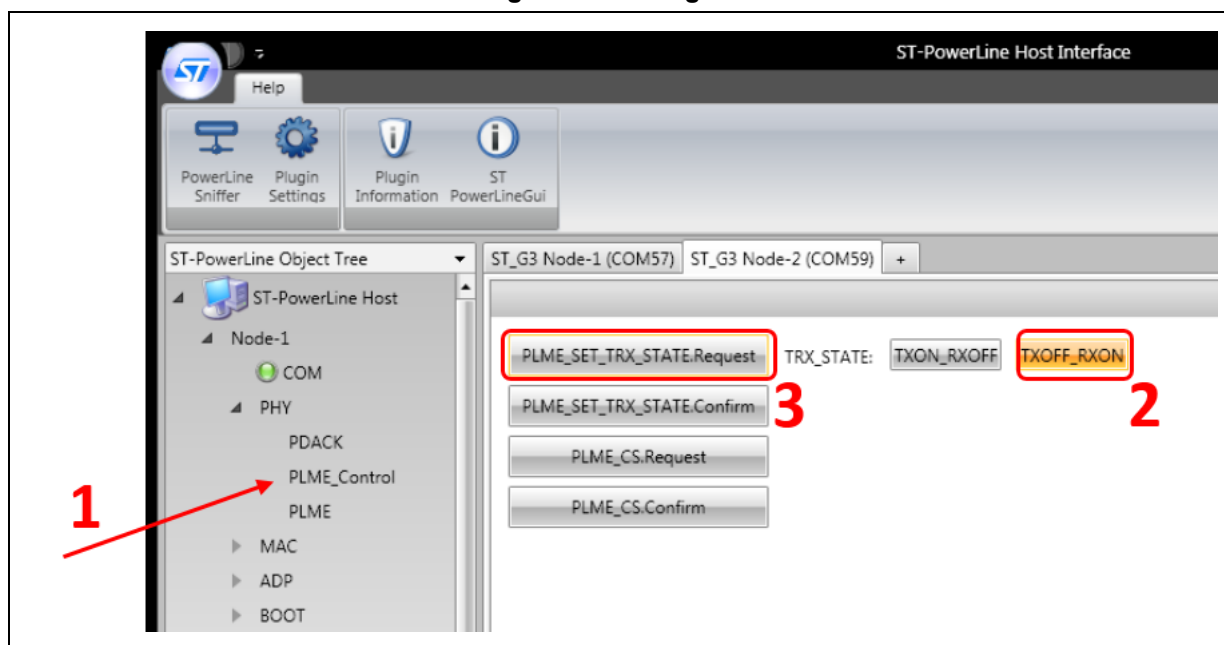 ST-PowerLine Host Interface
ST
Help
PowerLine Sniffer
Plugin Settings
Plugin Information
ST PowerLineGui
ST-PowerLine Object Tree
ST_G3 Node-1 (COM57) ST_G3 Node-2 (COM59) +
ST-PowerLine Host
Node-1
COM
PHY
PDACK
PLME_Control
PLME
MAC
ADP
BOOT
1
PLME_SET_TRX_STATE.Request TRX_STATE: TXON_RXOFF TXOFF_RXON
3
2
PLME_SET_TRX_STATE.Confirm
PLME_CS.Request
PLME_CS.Confirm